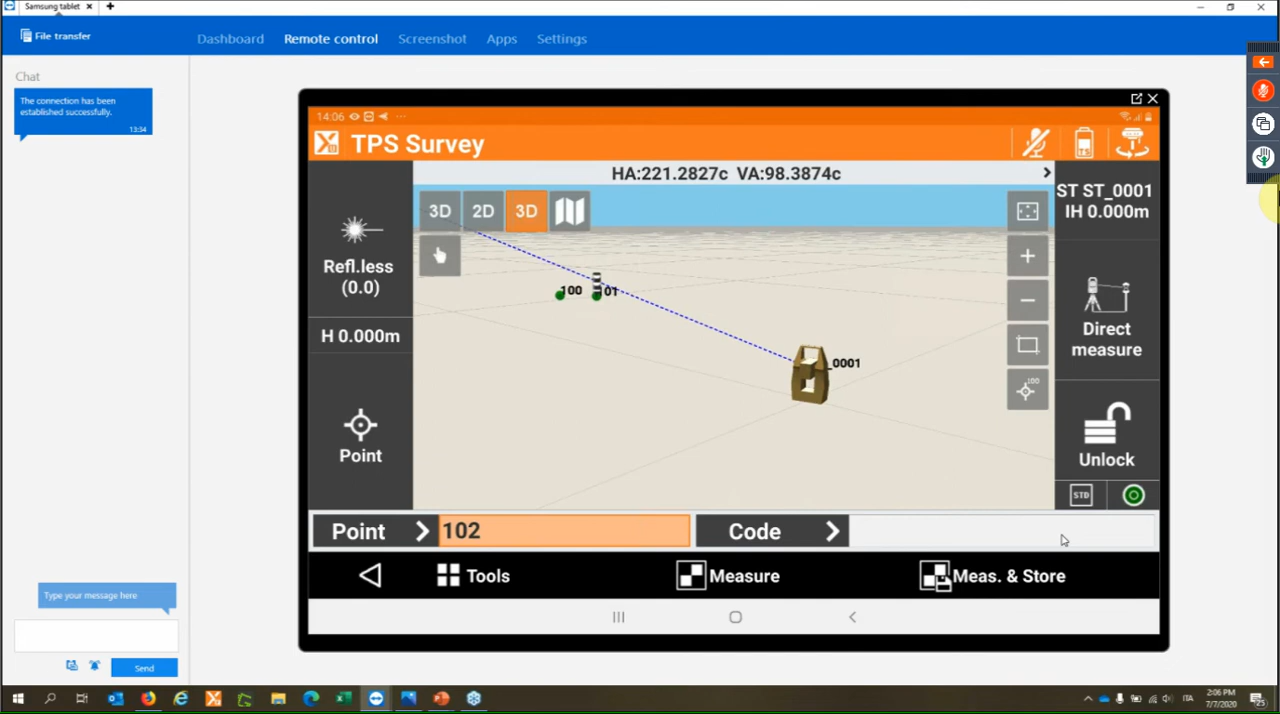 Samsung tablet
File transfer
Dashboard Remote control Screenshot Apps Settings
Chat
The connection has been
established successfully.
13:34
14:06
TPS Survey
HA:221.2827c VA:98.3874c
ST ST_0001
IH 0.000m
3D 2D 3D
Refl.less
(0.0)
100
_0001
100
Direct
measure
H 0.000m
Point
Unlock
STD
Point 102 Code
Tools Measure Meas. & Store
Type your message here
Send
ITA
2:06 PM
7/7/2020
25